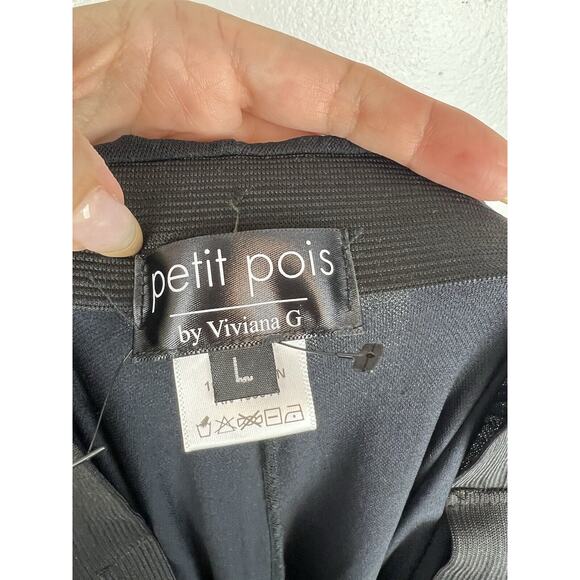 petit pois
by Viviana G
L